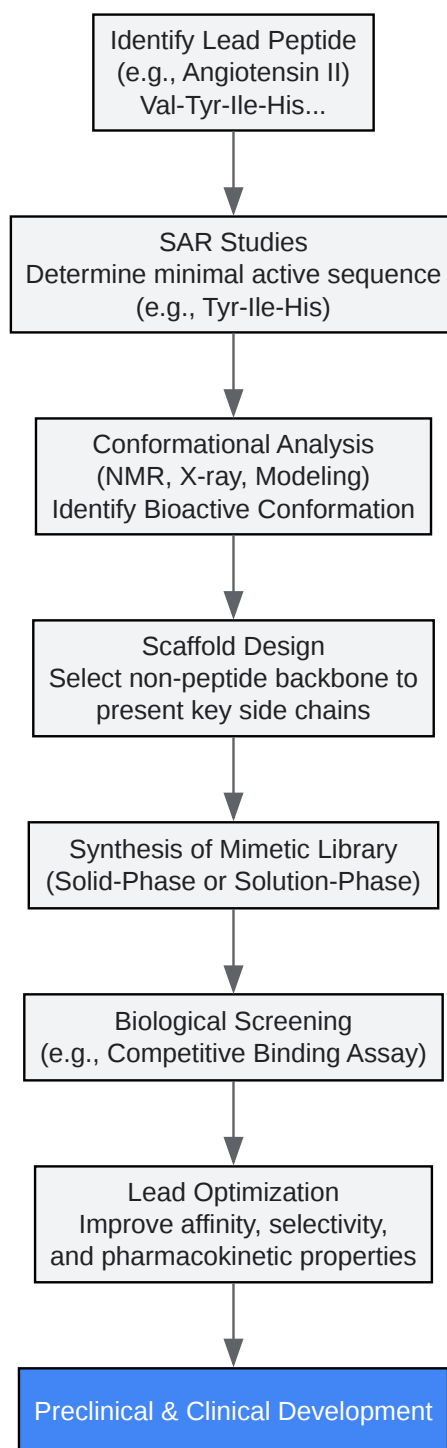 Identify Lead Peptide
(e.g., Angiotensin II)
Val-Tyr-Ile-His...
SAR Studies
Determine minimal active sequence
(e.g., Tyr-Ile-His)
Conformational Analysis
(NMR, X-ray, Modeling)
Identify Bioactive Conformation
Scaffold Design
Select non-peptide backbone to
present key side chains
Synthesis of Mimetic Library
(Solid-Phase or Solution-Phase)
Biological Screening
(e.g., Competitive Binding Assay)
Lead Optimization
Improve affinity, selectivity,
and pharmacokinetic properties
Preclinical & Clinical Development